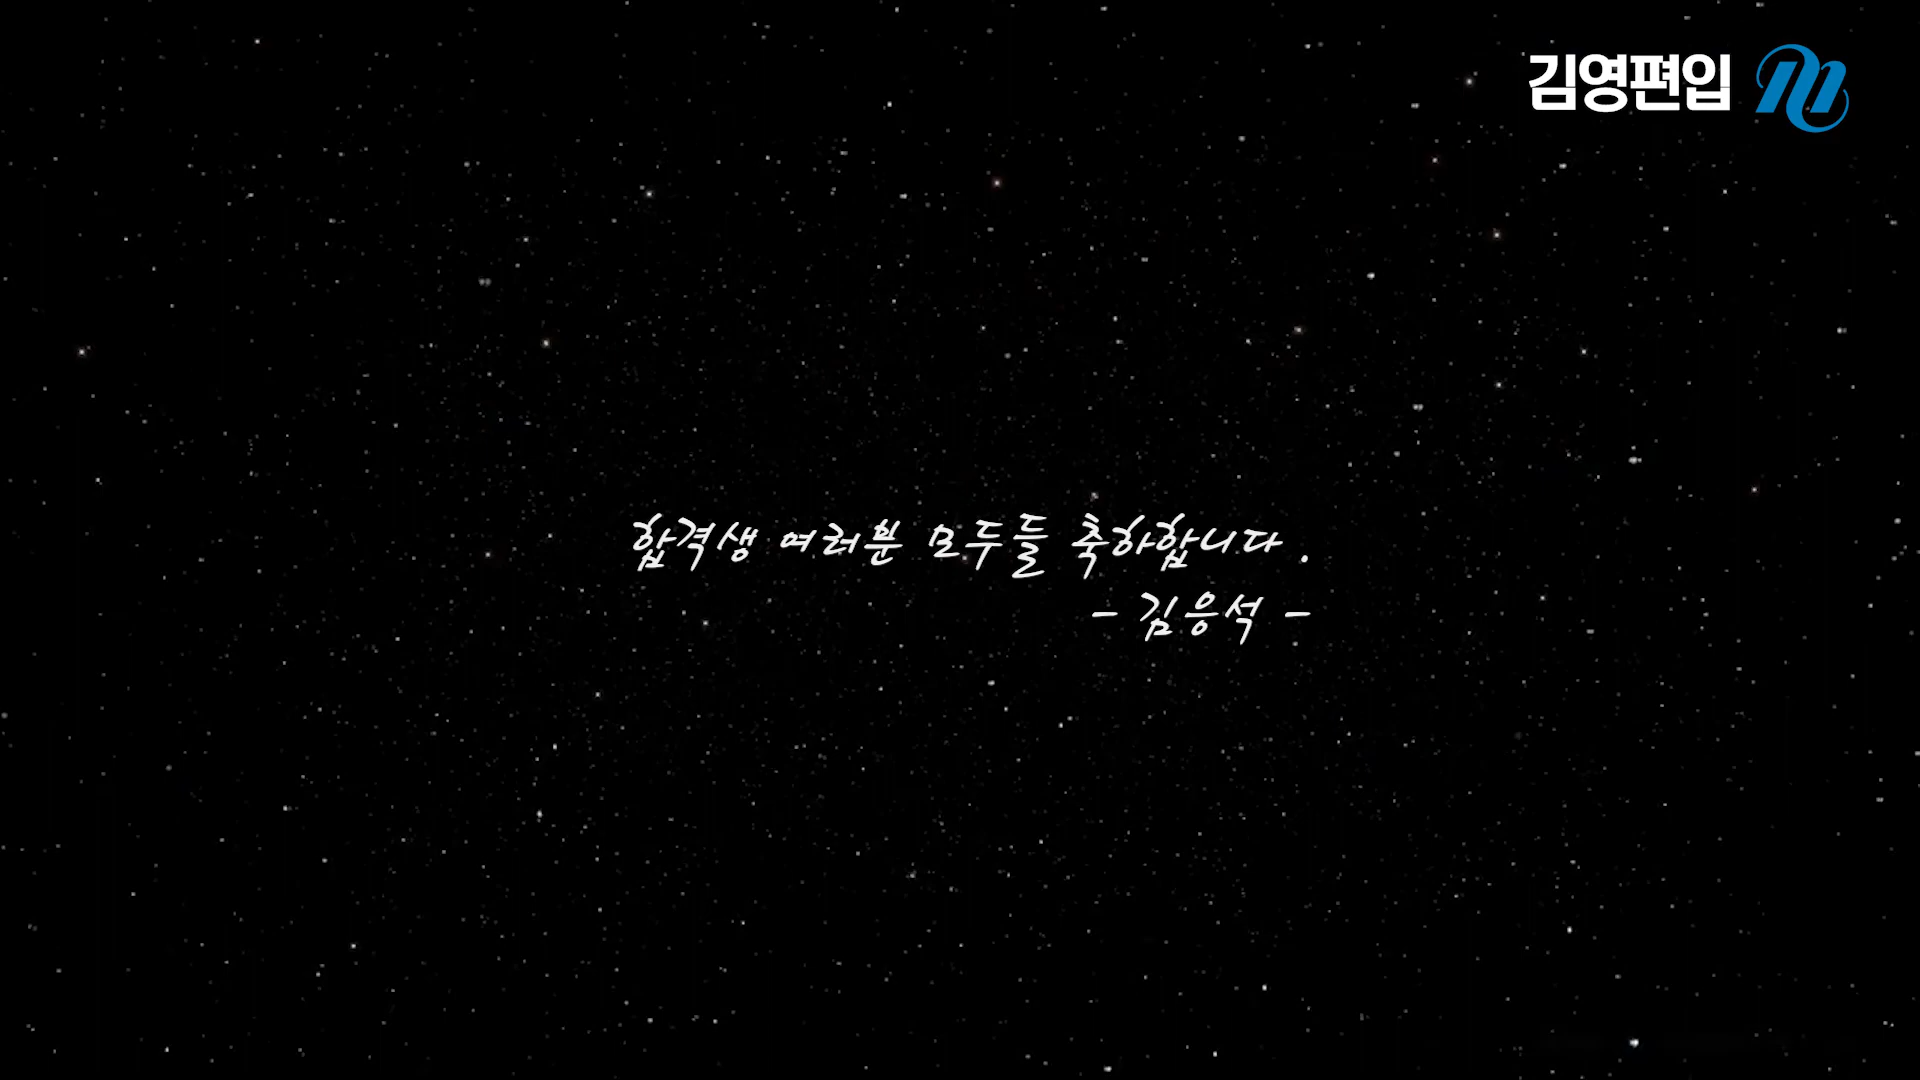 김영편입
합격생 여러분 모두들 축하합니다.
- 김응석 -